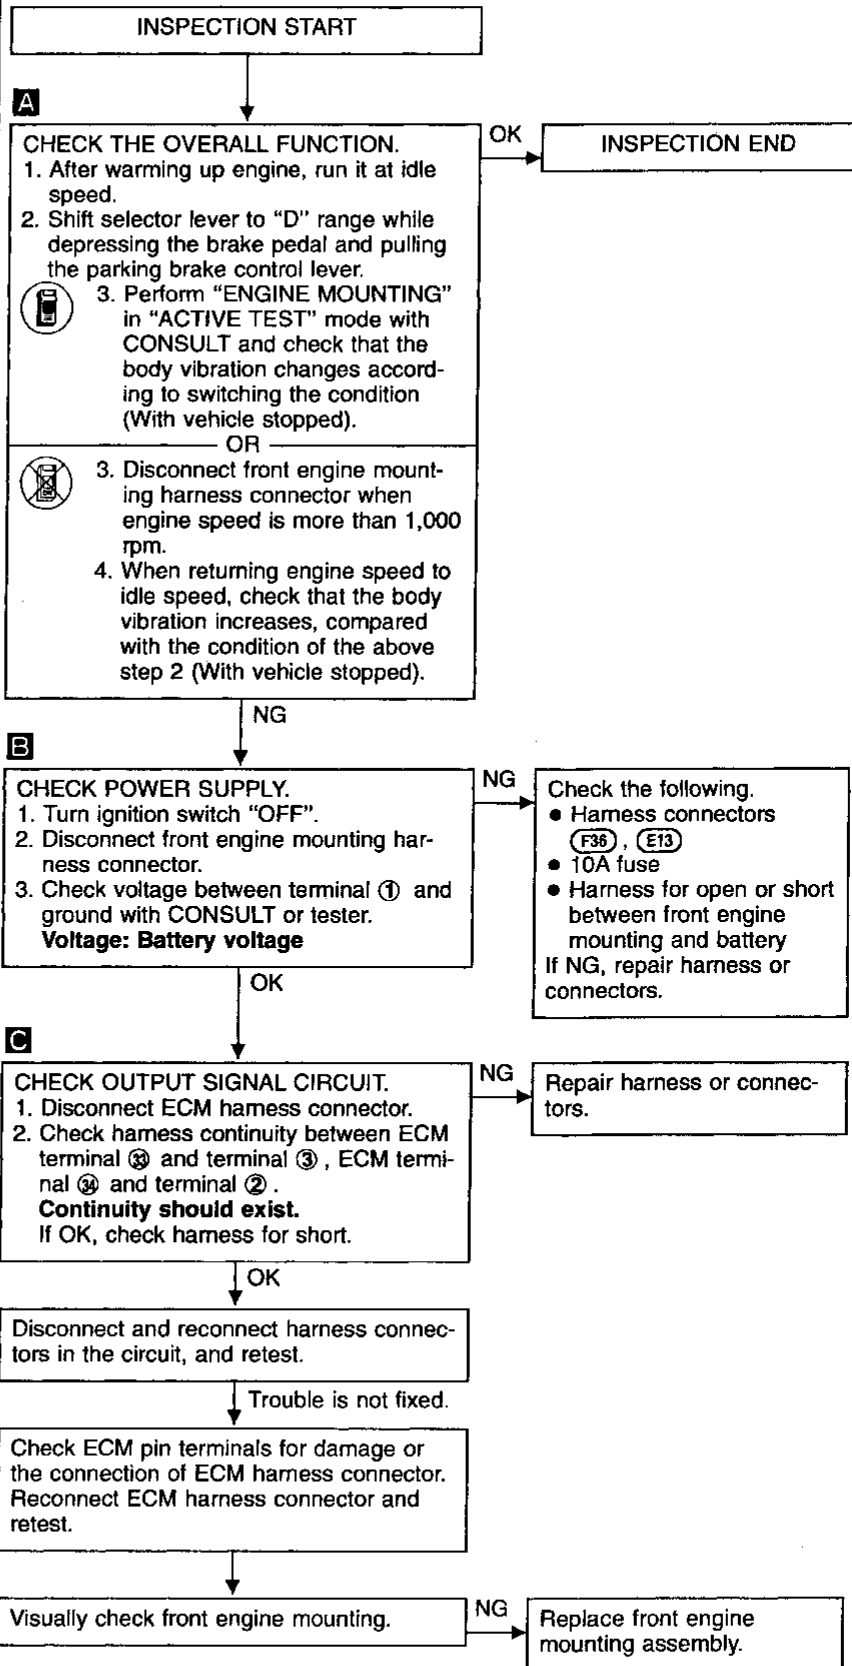 INSPECTION START
A
CHECK THE OVERALL FUNCTION.
1. After warming up engine, run it at idle
speed.
2. Shift selector lever to “D” range while
depressing the brake pedal and pulling
the parking brake control lever.
3. Perform “ENGINE MOUNTING”
in “ACTIVE TEST” mode with
CONSULT and check that the
body vibration changes accord-
ing to switching the condition
(With vehicle stopped).
OR
3. Disconnect front engine mount-
ing harness connector when
engine speed is more than 1,000
rpm.
4. When returning engine speed to
idle speed, check that the body
vibration increases, compared
with the condition of the above
step 2 (With vehicle stopped).
OK
INSPECTION END
NG
B
CHECK POWER SUPPLY.
1. Turn ignition switch “OFF”.
2. Disconnect front engine mounting har-
ness connector.
3. Check voltage between terminal ① and
ground with CONSULT or tester.
Voltage: Battery voltage
NG
Check the following.
● Harness connectors
F36 , E13
● 10A fuse
● Harness for open or short
between front engine
mounting and battery
If NG, repair harness or
connectors.
OK
C
CHECK OUTPUT SIGNAL CIRCUIT.
1. Disconnect ECM harness connector.
2. Check harness continuity between ECM
terminal ㉝ and terminal ③ , ECM termi-
nal ㉞ and terminal ② .
Continuity should exist.
If OK, check harness for short.
NG
Repair harness or connec-
tors.
OK
Disconnect and reconnect harness connec-
tors in the circuit, and retest.
Trouble is not fixed.
Check ECM pin terminals for damage or
the connection of ECM harness connector.
Reconnect ECM harness connector and
retest.
Visually check front engine mounting.
NG
Replace front engine
mounting assembly.